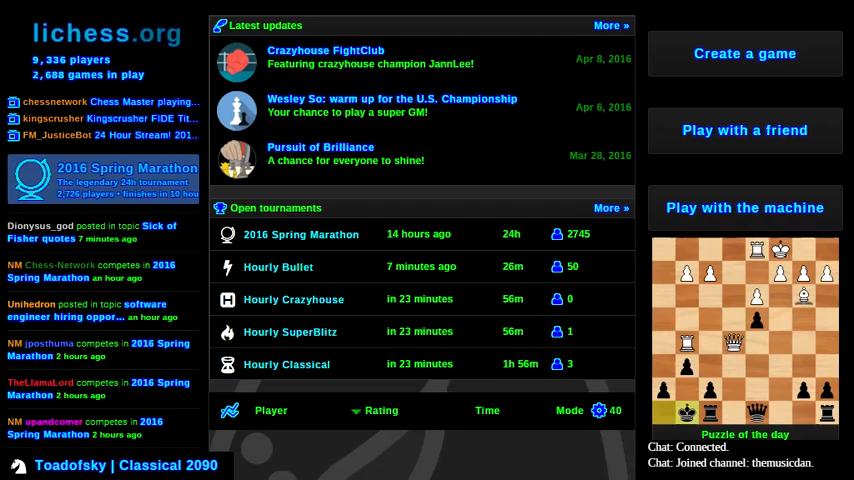 lichess.org
9,336 players
2,688 games in play
chessnetwork Chess Master playing...
kingscrusher Kingscrusher FIDE Tit...
FM_JusticeBot 24 Hour Stream! 201...
2016 Spring Marathon
The legendary 24h tournament
2,726 players • finishes in 10 hou
Dionysus_god posted in topic Sick of
Fisher quotes 7 minutes ago
NM Chess-Network competes in 2016
Spring Marathon an hour ago
Unihedron posted in topic software
engineer hiring oppor... an hour ago
NM jposthuma competes in 2016 Spring
Marathon 2 hours ago
TheLlamaLord competes in 2016 Spring
Marathon 2 hours ago
NM upandcomer competes in 2016
Spring Marathon 2 hours ago
Toadofsky | Classical 2090
Latest updates More »
Crazyhouse FightClub
Featuring crazyhouse champion JannLee! Apr 8, 2016
Wesley So: warm up for the U.S. Championship
Your chance to play a super GM! Apr 6, 2016
Pursuit of Brilliance
A chance for everyone to shine! Mar 28, 2016
Open tournaments More »
2016 Spring Marathon 14 hours ago 24h 2745
Hourly Bullet 7 minutes ago 26m 50
Hourly Crazyhouse in 23 minutes 56m 0
Hourly SuperBlitz in 23 minutes 56m 1
Hourly Classical in 23 minutes 1h 56m 3
Player Rating Time Mode 40
Create a game
Play with a friend
Play with the machine
Puzzle of the day
Chat: Connected.
Chat: Joined channel: themusicdan.